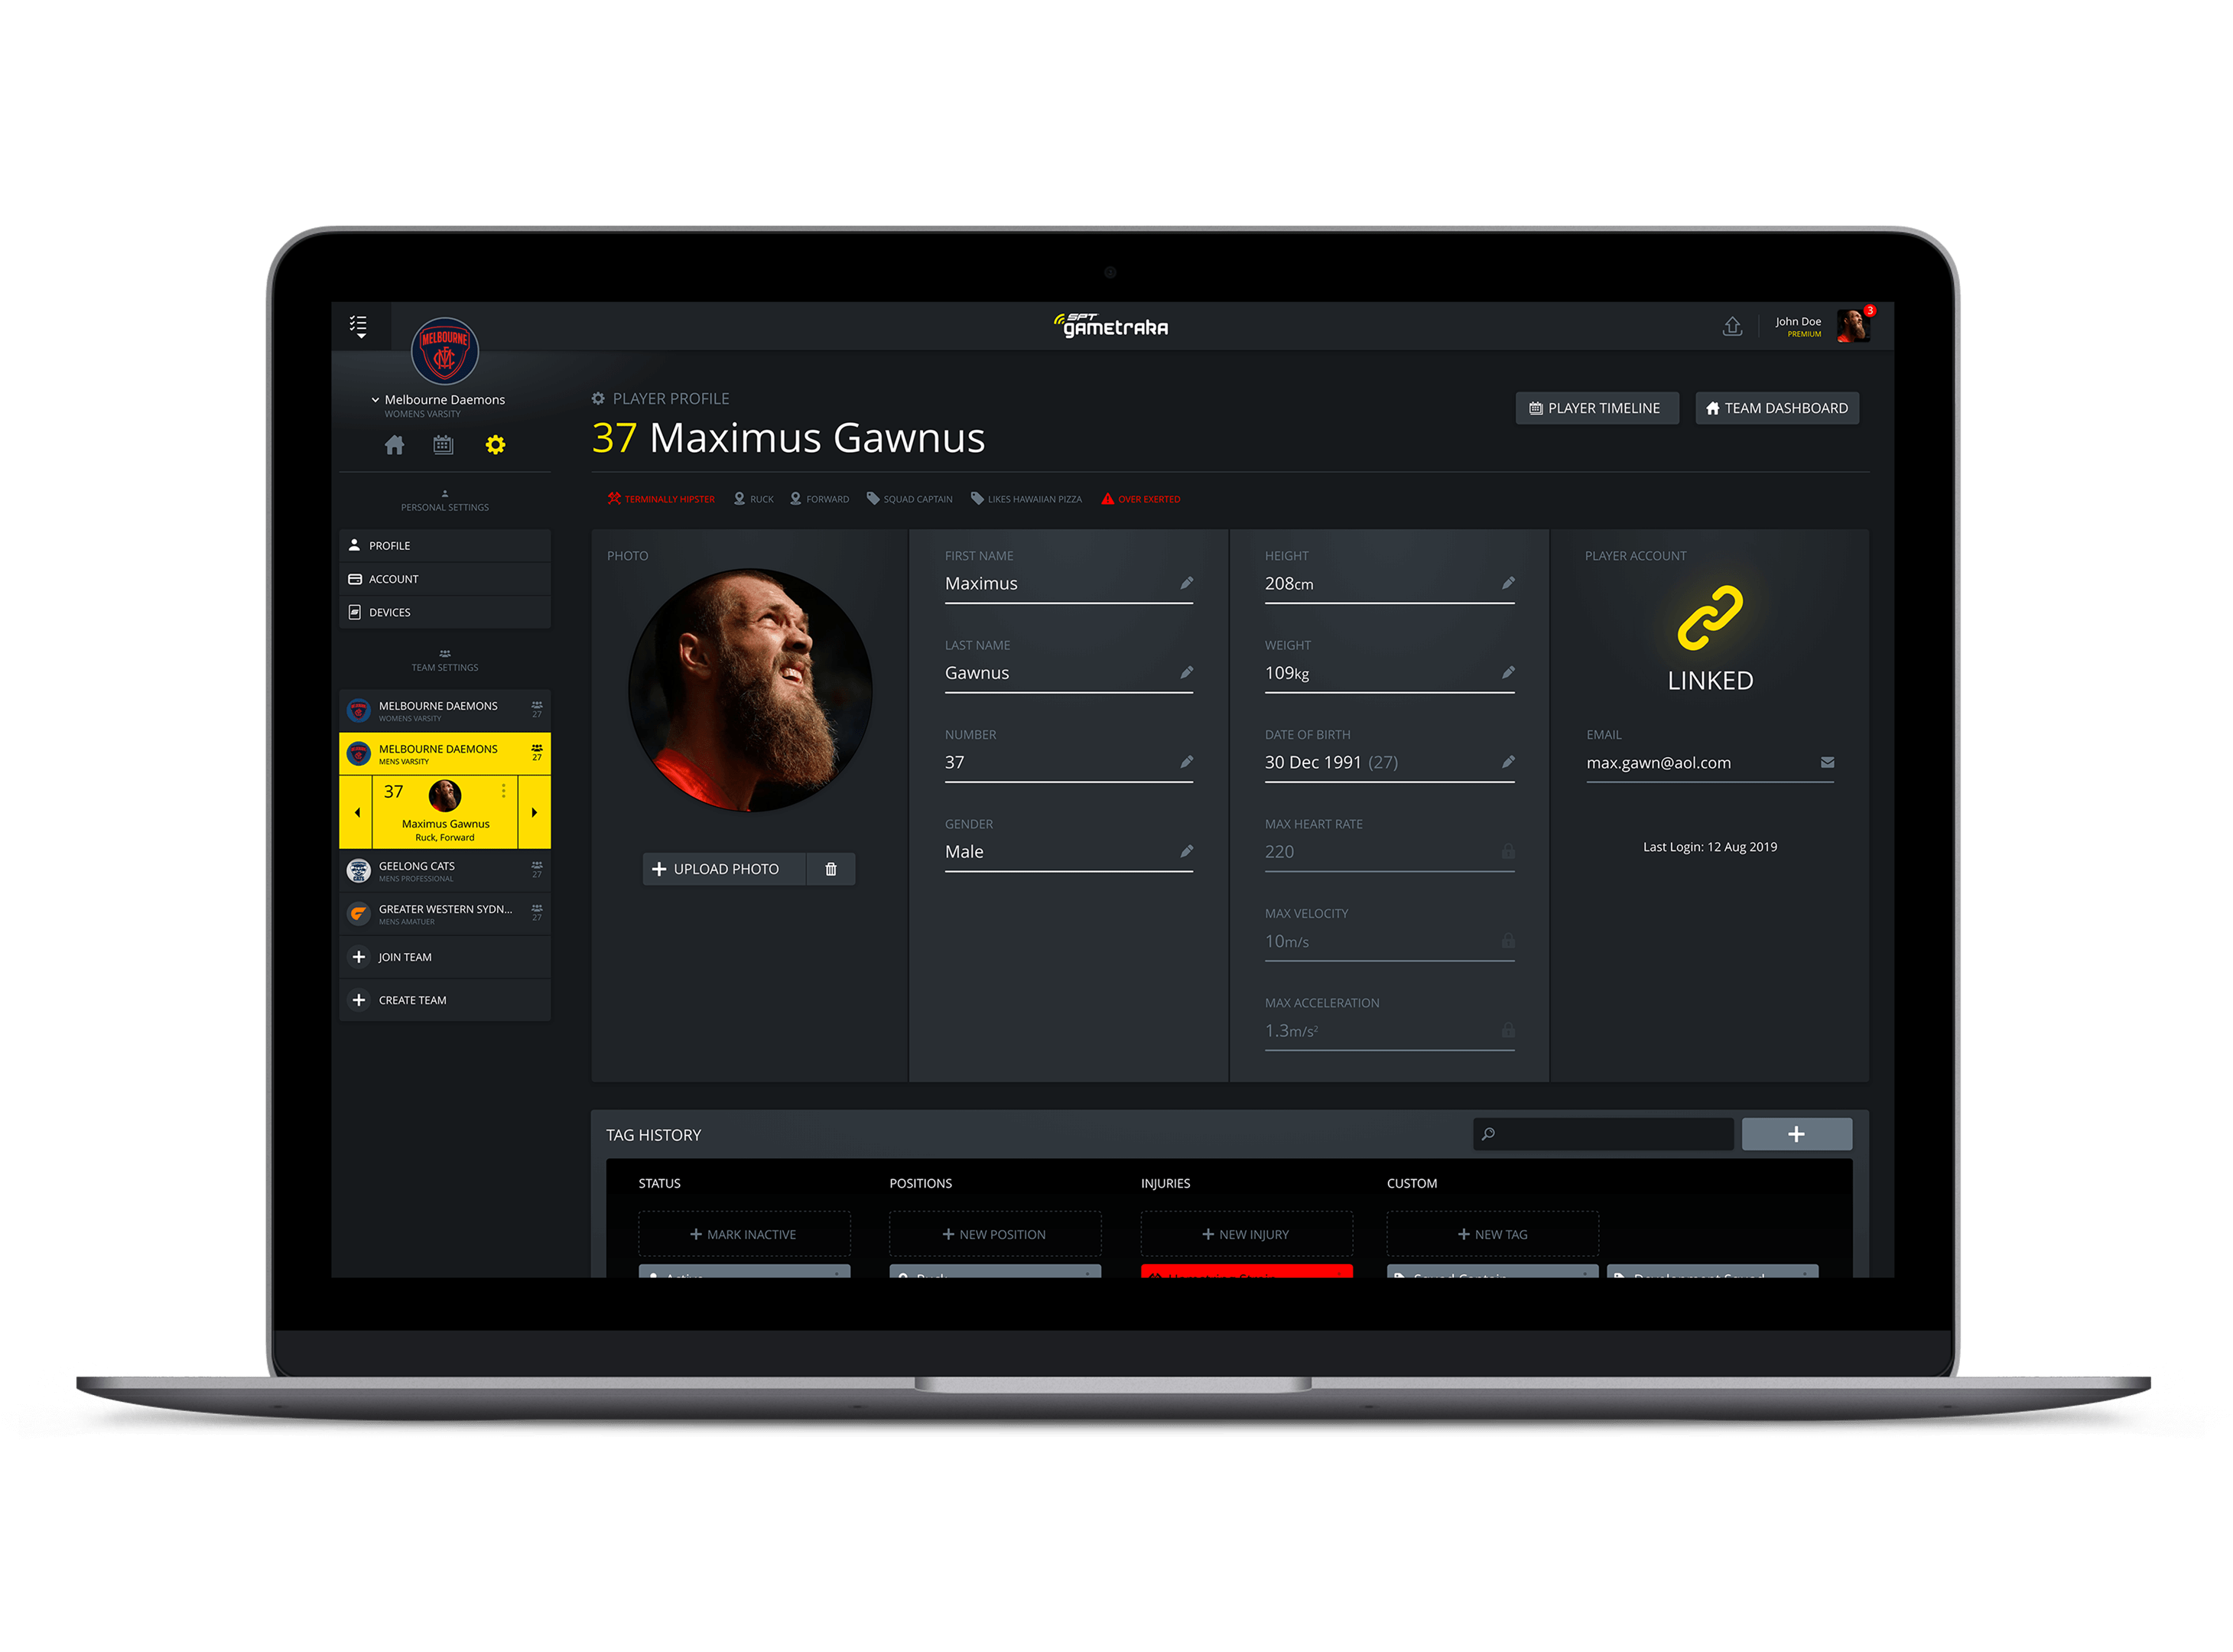 SPT
gametraka
John Doe
PREMIUM
3
MELBOURNE
Melbourne Daemons
WOMENS VARSITY
PERSONAL SETTINGS
PROFILE
ACCOUNT
DEVICES
TEAM SETTINGS
MELBOURNE DAEMONS
WOMENS VARSITY
27
MELBOURNE DAEMONS
MENS VARSITY
27
37
Maximus Gawnus
Ruck, Forward
GEELONG CATS
MENS PROFESSIONAL
27
GREATER WESTERN SYDN...
MENS AMATUER
27
JOIN TEAM
CREATE TEAM
PLAYER PROFILE
37 Maximus Gawnus
PLAYER TIMELINE
TEAM DASHBOARD
TERMINALLY HIPSTER RUCK FORWARD SQUAD CAPTAIN LIKES HAWAIIAN PIZZA OVER EXERTED
PHOTO
UPLOAD PHOTO
FIRST NAME
Maximus
LAST NAME
Gawnus
NUMBER
37
GENDER
Male
HEIGHT
208cm
WEIGHT
109kg
DATE OF BIRTH
30 Dec 1991 (27)
MAX HEART RATE
220
MAX VELOCITY
10m/s
MAX ACCELERATION
1.3m/s²
PLAYER ACCOUNT
LINKED
EMAIL
max.gawn@aol.com
Last Login: 12 Aug 2019
TAG HISTORY
STATUS POSITIONS INJURIES CUSTOM
MARK INACTIVE NEW POSITION NEW INJURY NEW TAG
Active Ruck Squad Captain Development Squad